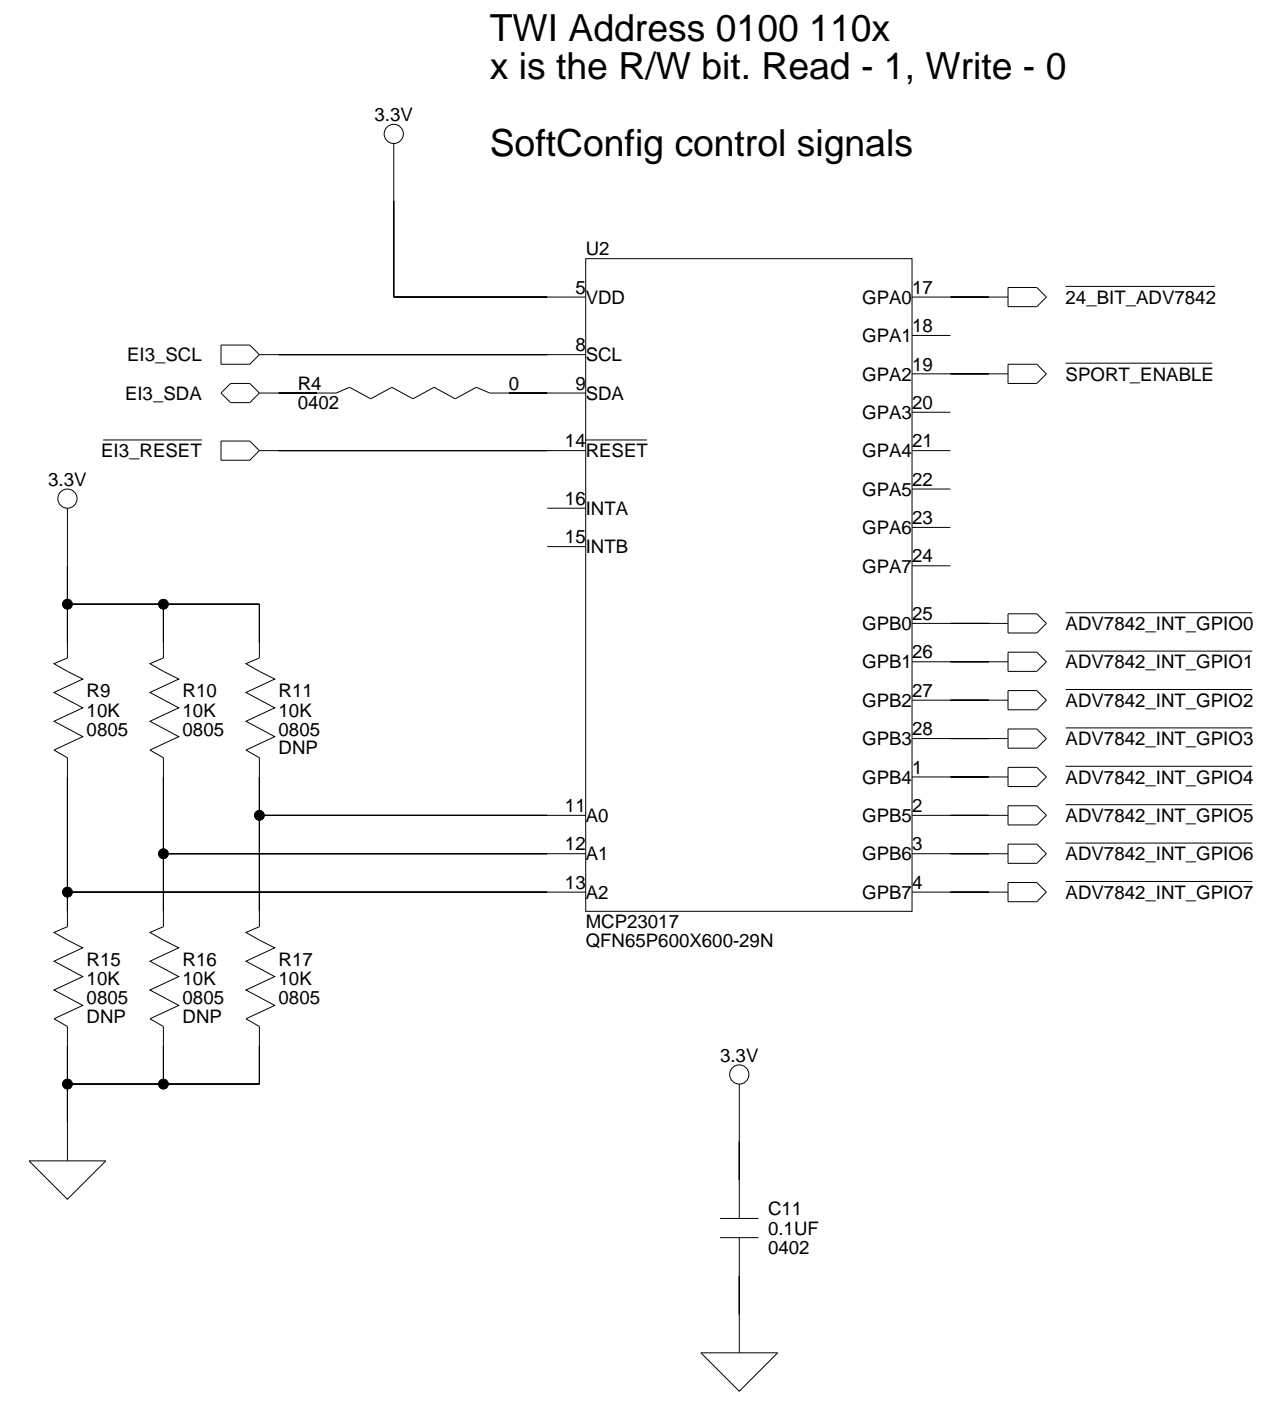 TWI Address 0100 110x
x is the R/W bit. Read - 1, Write - 0
SoftConfig control signals
3.3V
U2
5 VDD
GPA0 17 24_BIT_ADV7842
GPA1 18
EI3_SCL 8 SCL
GPA2 19 SPORT_ENABLE
EI3_SDA R4 0 9 SDA
0402
GPA3 20
EI3_RESET 14 RESET
GPA4 21
3.3V
GPA5 22
16 INTA
GPA6 23
15 INTB
GPA7 24
GPB0 25 ADV7842_INT_GPIO0
GPB1 26 ADV7842_INT_GPIO1
GPB2 27 ADV7842_INT_GPIO2
GPB3 28 ADV7842_INT_GPIO3
GPB4 1 ADV7842_INT_GPIO4
GPB5 2 ADV7842_INT_GPIO5
GPB6 3 ADV7842_INT_GPIO6
GPB7 4 ADV7842_INT_GPIO7
R9
10K
0805
R10
10K
0805
R11
10K
0805
DNP
11 A0
12 A1
13 A2
MCP23017
QFN65P600X600-29N
R15
10K
0805
DNP
R16
10K
0805
DNP
R17
10K
0805
3.3V
C11
0.1UF
0402